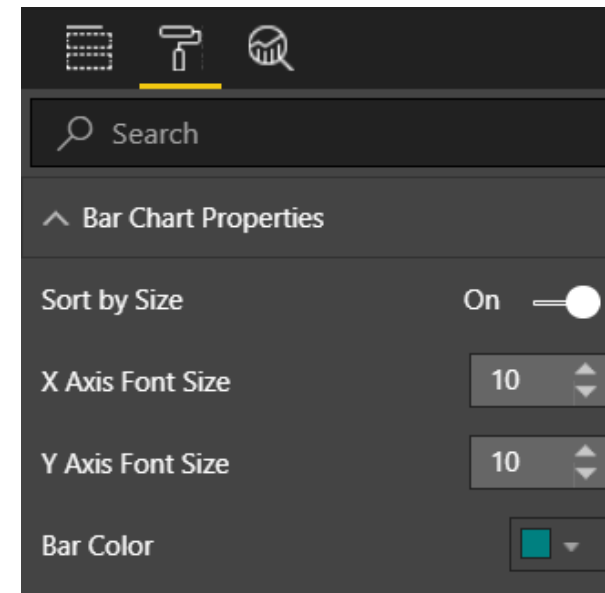 Search
Bar Chart Properties
Sort by Size On
X Axis Font Size 10
Y Axis Font Size 10
Bar Color